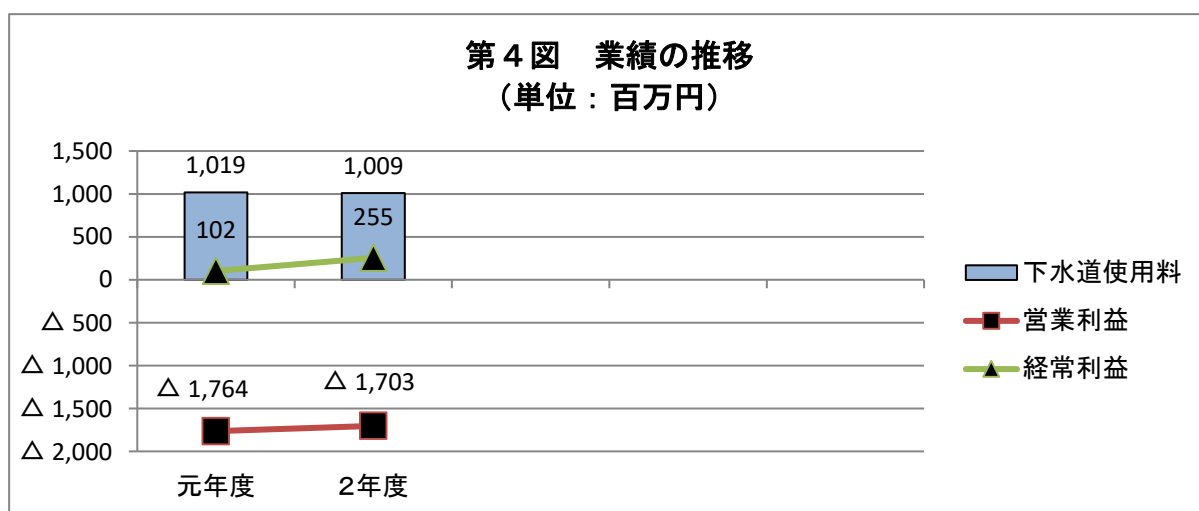 第４図　業績の推移
（単位：百万円）
1,500
1,000
500
0
△ 500
△ 1,000
△ 1,500
△ 2,000
1,019
1,009
102
255
△ 1,764
△ 1,703
元年度
２年度
下水道使用料
営業利益
経常利益